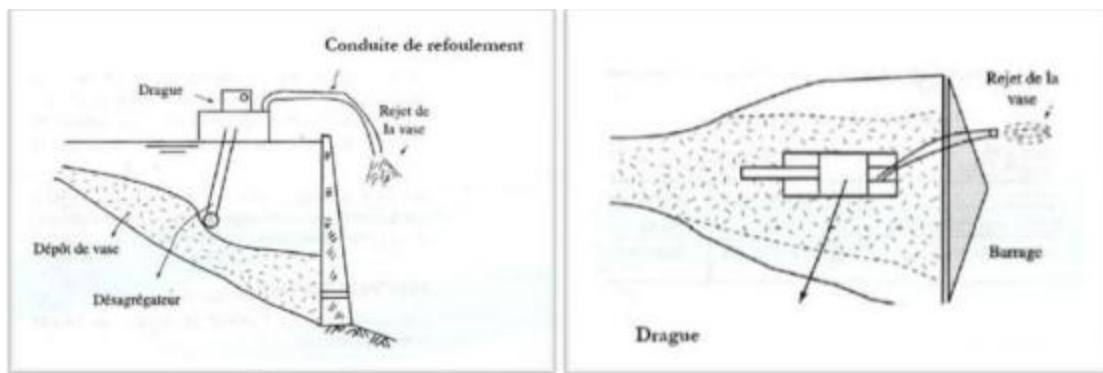 Conduite de refoulement
Drague
Rejet de
la vase
Dépôt de vase
Désagrégateur
Rejet de la
vase
Barrage
Drague